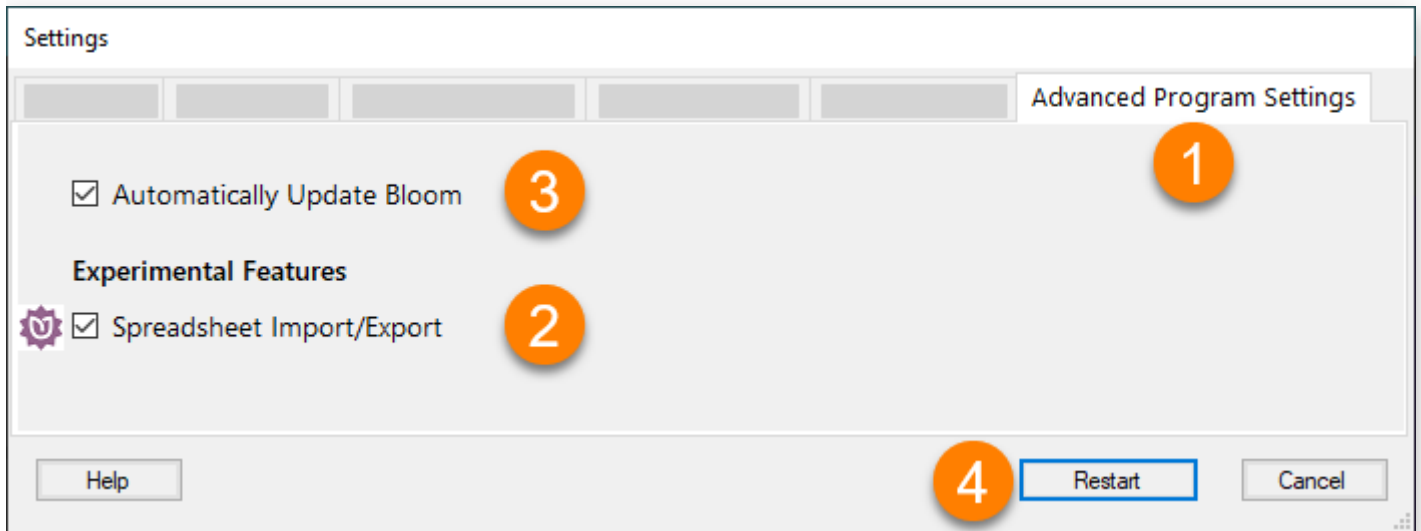 Settings
Advanced Program Settings
1
Automatically Update Bloom
3
Experimental Features
Spreadsheet Import/Export
2
Help
4
Restart
Cancel